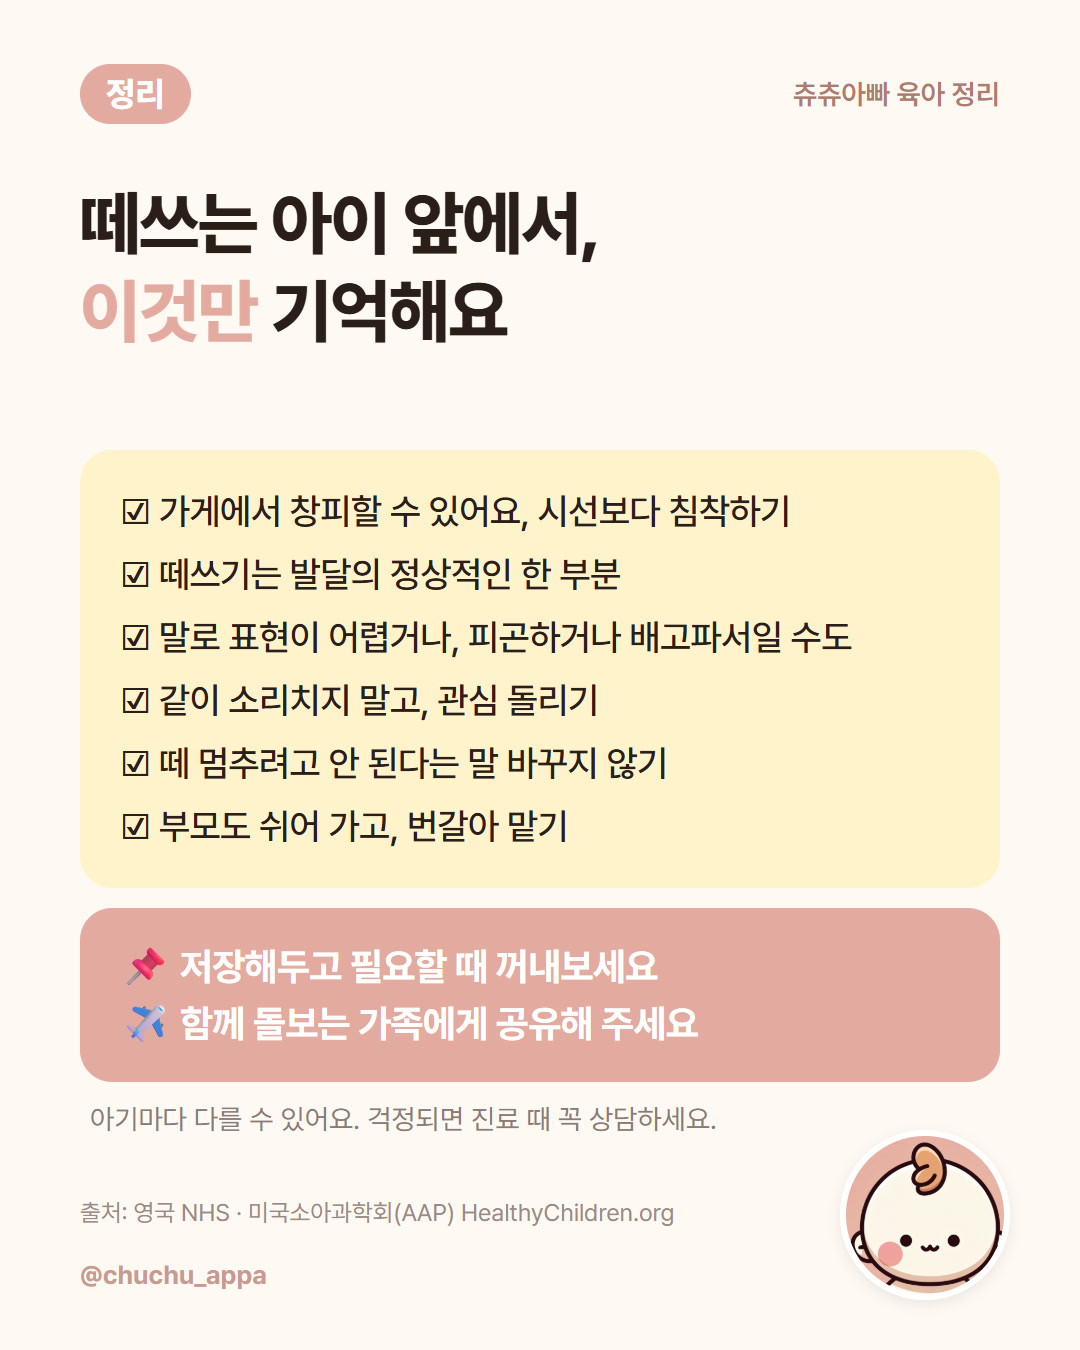 정리
츄츄아빠 육아 정리
떼쓰는 아이 앞에서,
이것만 기억해요
☑ 가게에서 창피할 수 있어요, 시선보다 침착하기
☑ 떼쓰기는 발달의 정상적인 한 부분
☑ 말로 표현이 어렵거나, 피곤하거나 배고파서일 수도
☑ 같이 소리치지 말고, 관심 돌리기
☑ 떼 멈추려고 안 된다는 말 바꾸지 않기
☑ 부모도 쉬어 가고, 번갈아 맡기
📌 저장해두고 필요할 때 꺼내보세요
✈️ 함께 돌보는 가족에게 공유해 주세요
아기마다 다를 수 있어요. 걱정되면 진료 때 꼭 상담하세요.
출처: 영국 NHS · 미국소아과학회(AAP) HealthyChildren.org
@chuchu_appa